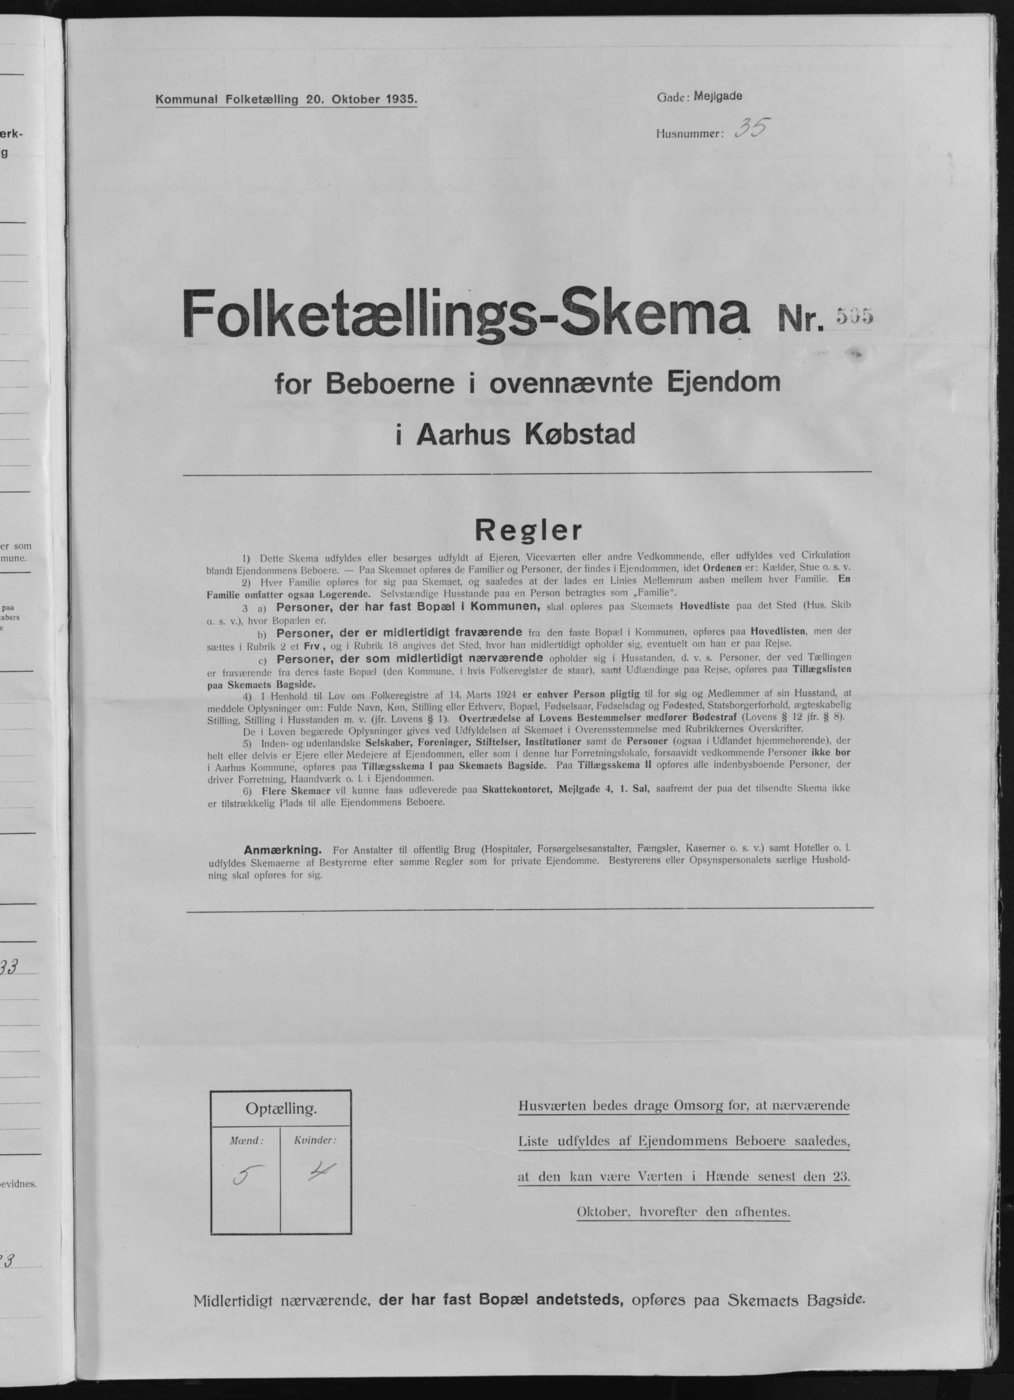 Kommunal Folketælling 20. Oktober 1935.
Gade: Mejlgade
Husnummer: 35
Folketællings-Skema Nr. 535
for Beboerne i ovennævnte Ejendom
i Aarhus Købstad
Regler
1) Dette Skema udfyldes eller besørges udfyldt af Ejeren, Viceværten eller andre Vedkommende, eller udfyldes ved Cirkulation
blandt Ejendommens Beboere. — Paa Skemaet opføres de Familier og Personer, der findes i Ejendommen, idet Ordenen er: Kælder, Stue o. s. v.
2) Hver Familie opføres for sig paa Skemaet, og saaledes at der lades en Linies Mellemrum aaben mellem hver Familie. En
Familie omfatter ogsaa Logerende. Selvstændige Husstande paa en Person betragtes som „Familie“.
3 a) Personer, der har fast Bopæl i Kommunen, skal opføres paa Skemaets Hovedliste paa det Sted (Hus, Skib
o. s. v.), hvor Bopælen er.
b) Personer, der er midlertidigt fraværende fra den faste Bopæl i Kommunen, opføres paa Hovedlisten, men der
sættes i Rubrik 2 et Frv., og i Rubrik 18 angives det Sted, hvor han midlertidigt opholder sig, eventuelt om han er paa Rejse.
c) Personer, der som midlertidigt nærværende opholder sig i Husstanden, d. v. s. Personer, der ved Tællingen
er fraværende fra deres faste Bopæl (den Kommune, i hvis Folkeregister de staar), samt Udlændinge paa Rejse, opføres paa Tillægslisten
paa Skemaets Bagside.
4) I Henhold til Lov om Folkeregistre af 14. Marts 1924 er enhver Person pligtig til for sig og Medlemmer af sin Husstand, at
meddele Oplysninger om: Fulde Navn, Køn, Stilling eller Erhverv, Bopæl, Fødselsaar, Fødselsdag og Fødested, Statsborgerforhold, ægteskabelig
Stilling, Stilling i Husstanden m. v. (jfr. Lovens § 1). Overtrædelse af Lovens Bestemmelser medfører Bødestraf (Lovens § 12 jfr. § 8).
De i Loven begærede Oplysninger gives ved Udfyldelsen af Skemaet i Overensstemmelse med Rubrikkernes Overskrifter.
5) Inden- og udenlandske Selskaber, Foreninger, Stiftelser, Institutioner samt de Personer (ogsaa i Udlandet hjemmehørende), der
helt eller delvis er Ejere eller Medejere af Ejendommen, eller som i denne har Forretningslokale, forsaavidt vedkommende Personer ikke bor
i Aarhus Kommune, opføres paa Tillægsskema I paa Skemaets Bagside. Paa Tillægsskema II opføres alle indenbysboende Personer, der
driver Forretning, Haandværk o. l. i Ejendommen.
6) Flere Skemaer vil kunne faas udleverede paa Skattekontoret, Mejlgade 4, 1. Sal, saafremt der paa det tilsendte Skema ikke
er tilstrækkelig Plads til alle Ejendommens Beboere.
Anmærkning. For Anstalter til offentlig Brug (Hospitaler, Forsørgelsesanstalter, Fængsler, Kaserner o. s. v.) samt Hoteller o. l.
udfyldes Skemaerne af Bestyrerne efter samme Regler som for private Ejendomme. Bestyrerens eller Opsynspersonalets særlige Hushold-
ning skal opføres for sig.
Optælling.
Mænd: Kvinder:
5 4
Husværten bedes drage Omsorg for, at nærværende
Liste udfyldes af Ejendommens Beboere saaledes,
at den kan være Værten i Hænde senest den 23.
Oktober, hvorefter den afhentes.
Midlertidigt nærværende, der har fast Bopæl andetsteds, opføres paa Skemaets Bagside.